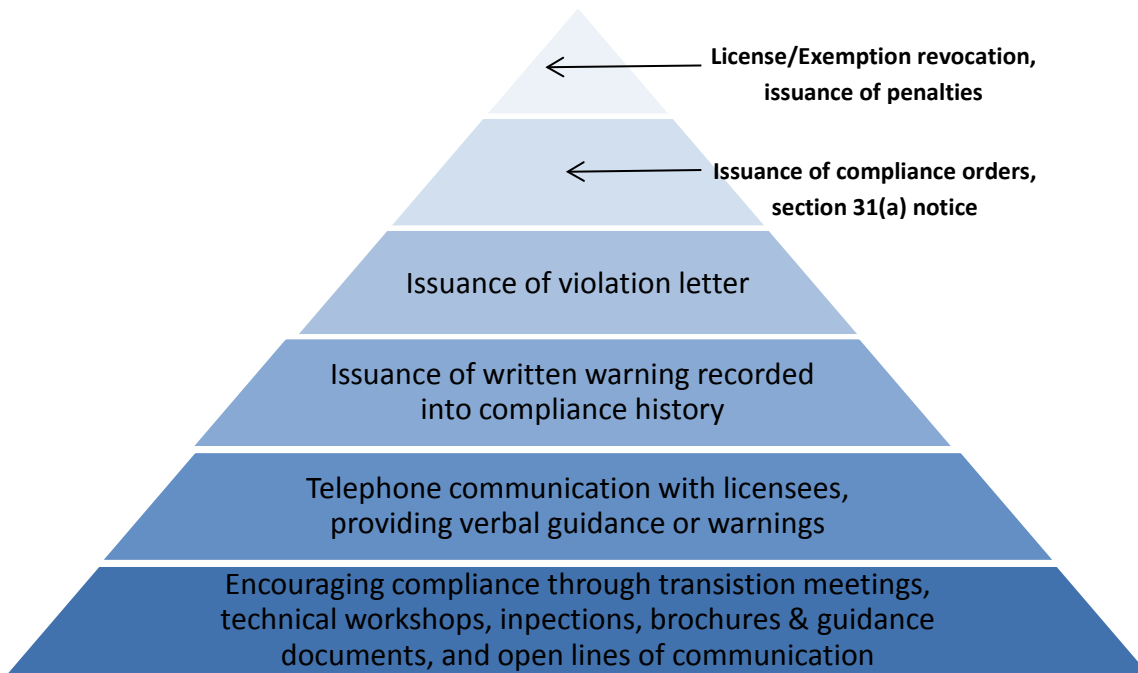 License/Exemption revocation,
issuance of penalties
Issuance of compliance orders,
section 31(a) notice
Issuance of violation letter
Issuance of written warning recorded
into compliance history
Telephone communication with licensees,
providing verbal guidance or warnings
Encouraging compliance through transistion meetings,
technical workshops, inpections, brochures & guidance
documents, and open lines of communication